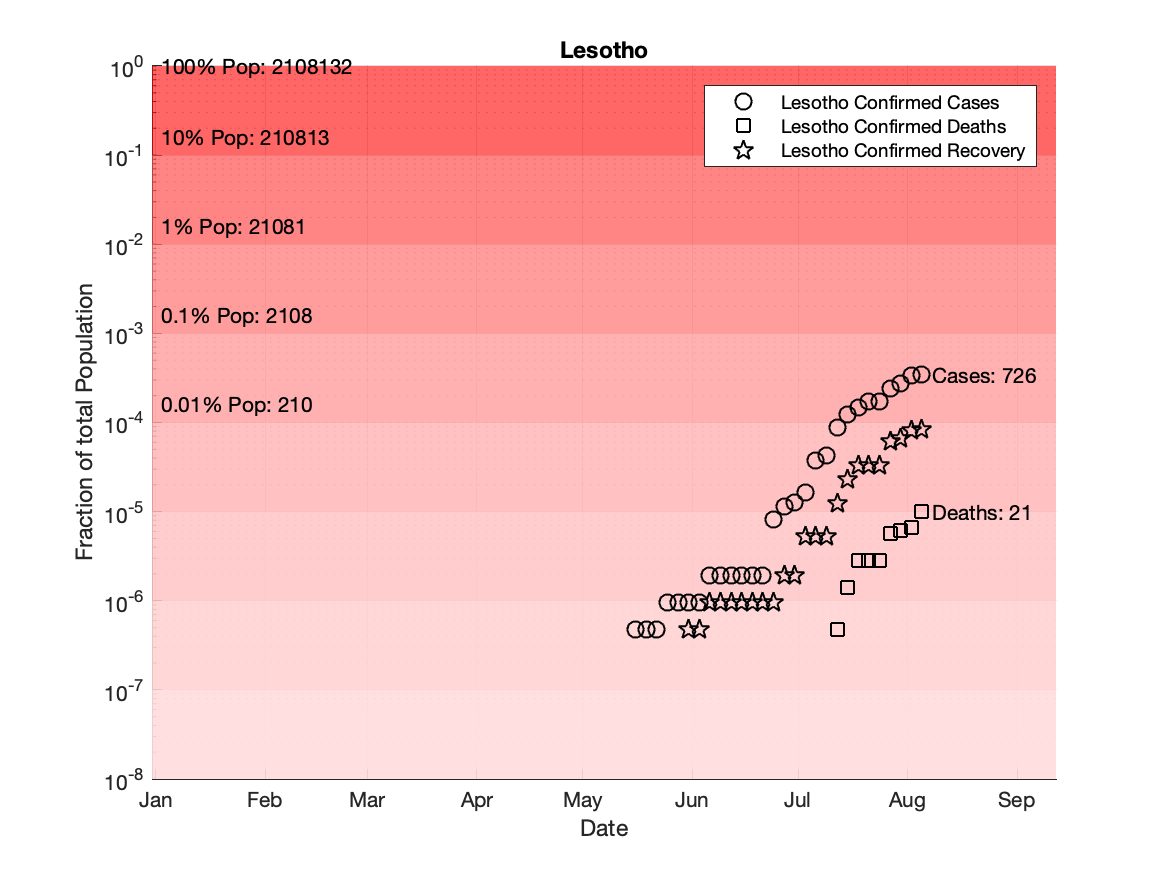 Lesotho
10⁰
100% Pop: 2108132
Lesotho Confirmed Cases
Lesotho Confirmed Deaths
Lesotho Confirmed Recovery
10% Pop: 210813
10⁻¹
1% Pop: 21081
10⁻²
0.1% Pop: 2108
10⁻³
Cases: 726
0.01% Pop: 210
10⁻⁴
10⁻⁵
Deaths: 21
10⁻⁶
10⁻⁷
10⁻⁸
Fraction of total Population
Jan Feb Mar Apr May Jun Jul Aug Sep
Date